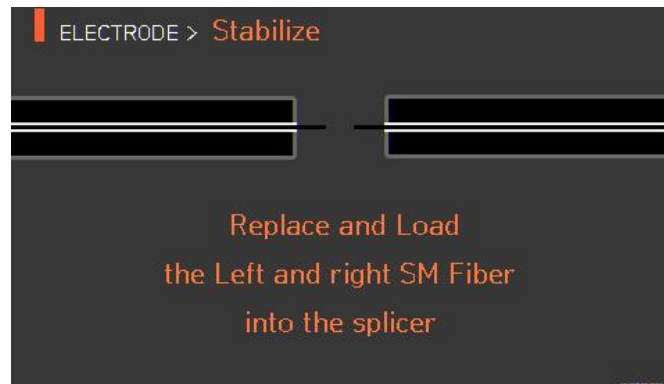 ELECTRODE > Stabilize
Replace and Load
the Left and right SM Fiber
into the splicer